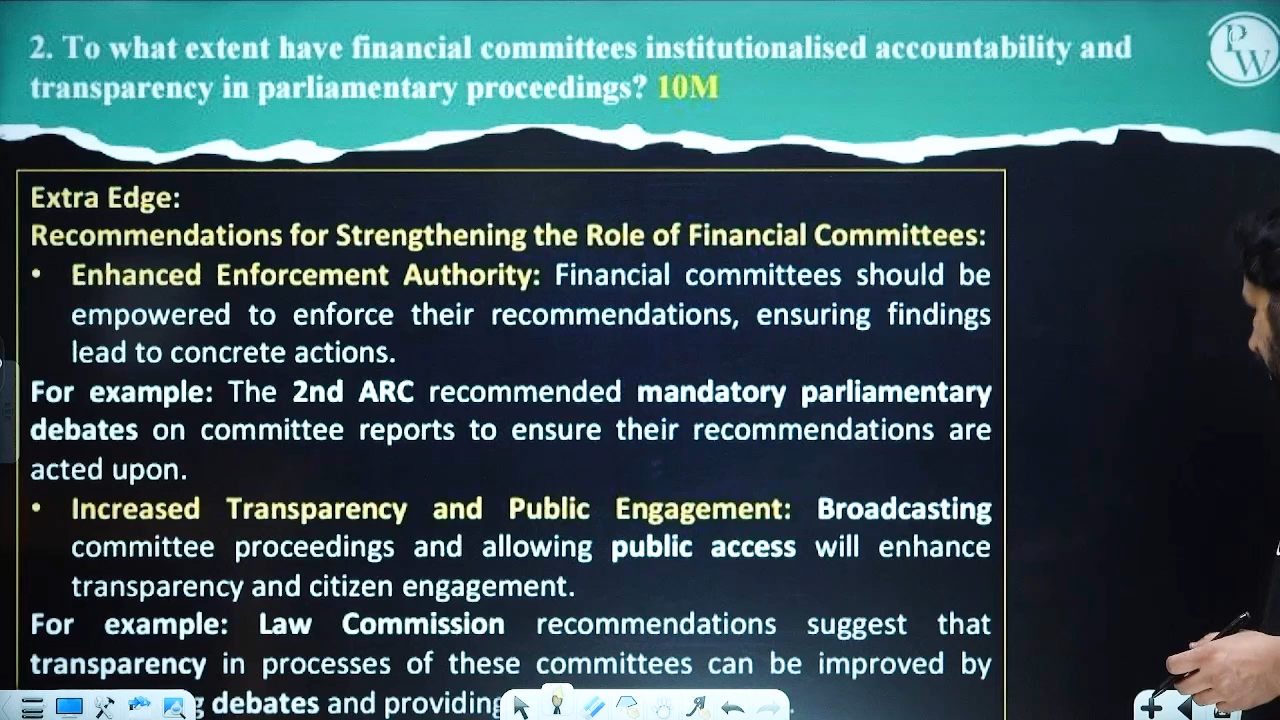 2. To what extent have financial committees institutionalised accountability and
transparency in parliamentary proceedings? 10M
PW
Extra Edge:
Recommendations for Strengthening the Role of Financial Committees:
• Enhanced Enforcement Authority: Financial committees should be
empowered to enforce their recommendations, ensuring findings
lead to concrete actions.
For example: The 2nd ARC recommended mandatory parliamentary
debates on committee reports to ensure their recommendations are
acted upon.
• Increased Transparency and Public Engagement: Broadcasting
committee proceedings and allowing public access will enhance
transparency and citizen engagement.
For example: Law Commission recommendations suggest that
transparency in processes of these committees can be improved by
debates and providing